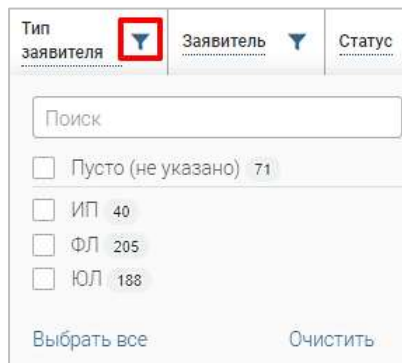 Тип
заявителя
Заявитель
Статус
Поиск
Пусто (не указано) 71
ИП 40
ФЛ 205
ЮЛ 188
Выбрать все Очистить